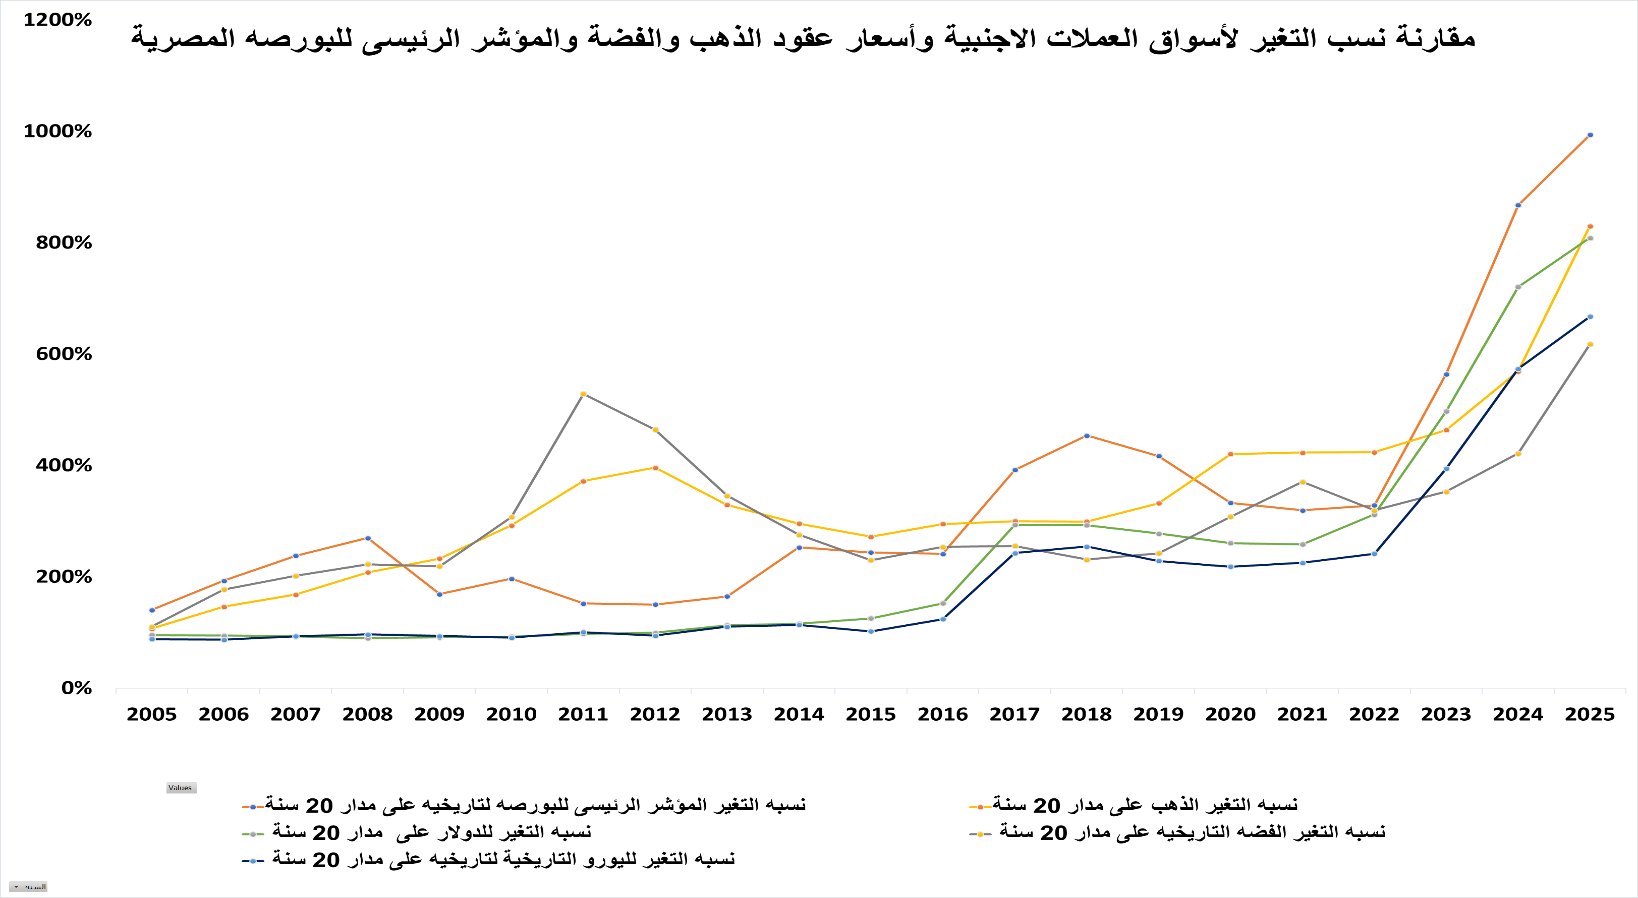 مقارنة نسب التغير لأسواق العملات الاجنبية وأسعار عقود الذهب والفضة والمؤشر الرئيسى للبورصه المصرية
1200%
1000%
800%
600%
400%
200%
0%
2005 2006 2007 2008 2009 2010 2011 2012 2013 2014 2015 2016 2017 2018 2019 2020 2021 2022 2023 2024 2025
Values
نسبه التغير المؤشر الرئيسى للبورصه لتاريخيه على مدار 20 سنة
نسبه التغير الذهب على مدار 20 سنة
نسبه التغير للدولار على مدار 20 سنة
نسبه التغير الفضه التاريخيه على مدار 20 سنة
نسبه التغير لليورو التاريخية لتاريخيه على مدار 20 سنة
السنه